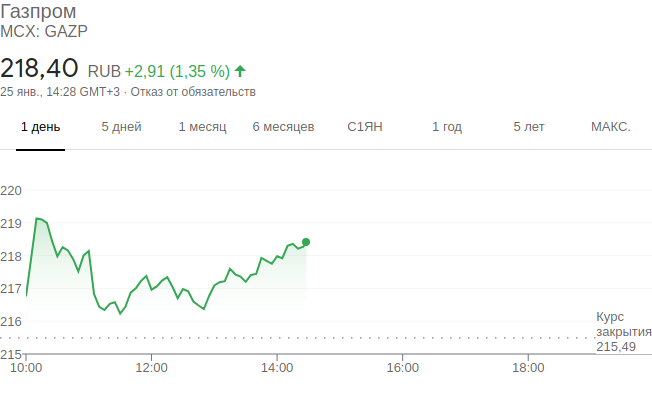 Газпром
MCX: GAZP
218,40 RUB +2,91 (1,35 %)
25 янв., 14:28 GMT+3 · Отказ от обязательств
1 день 5 дней 1 месяц 6 месяцев С1ЯН 1 год 5 лет МАКС.
220
219
218
217
216
Курс
закрытия
215,49
215
10:00 12:00 14:00 16:00 18:00